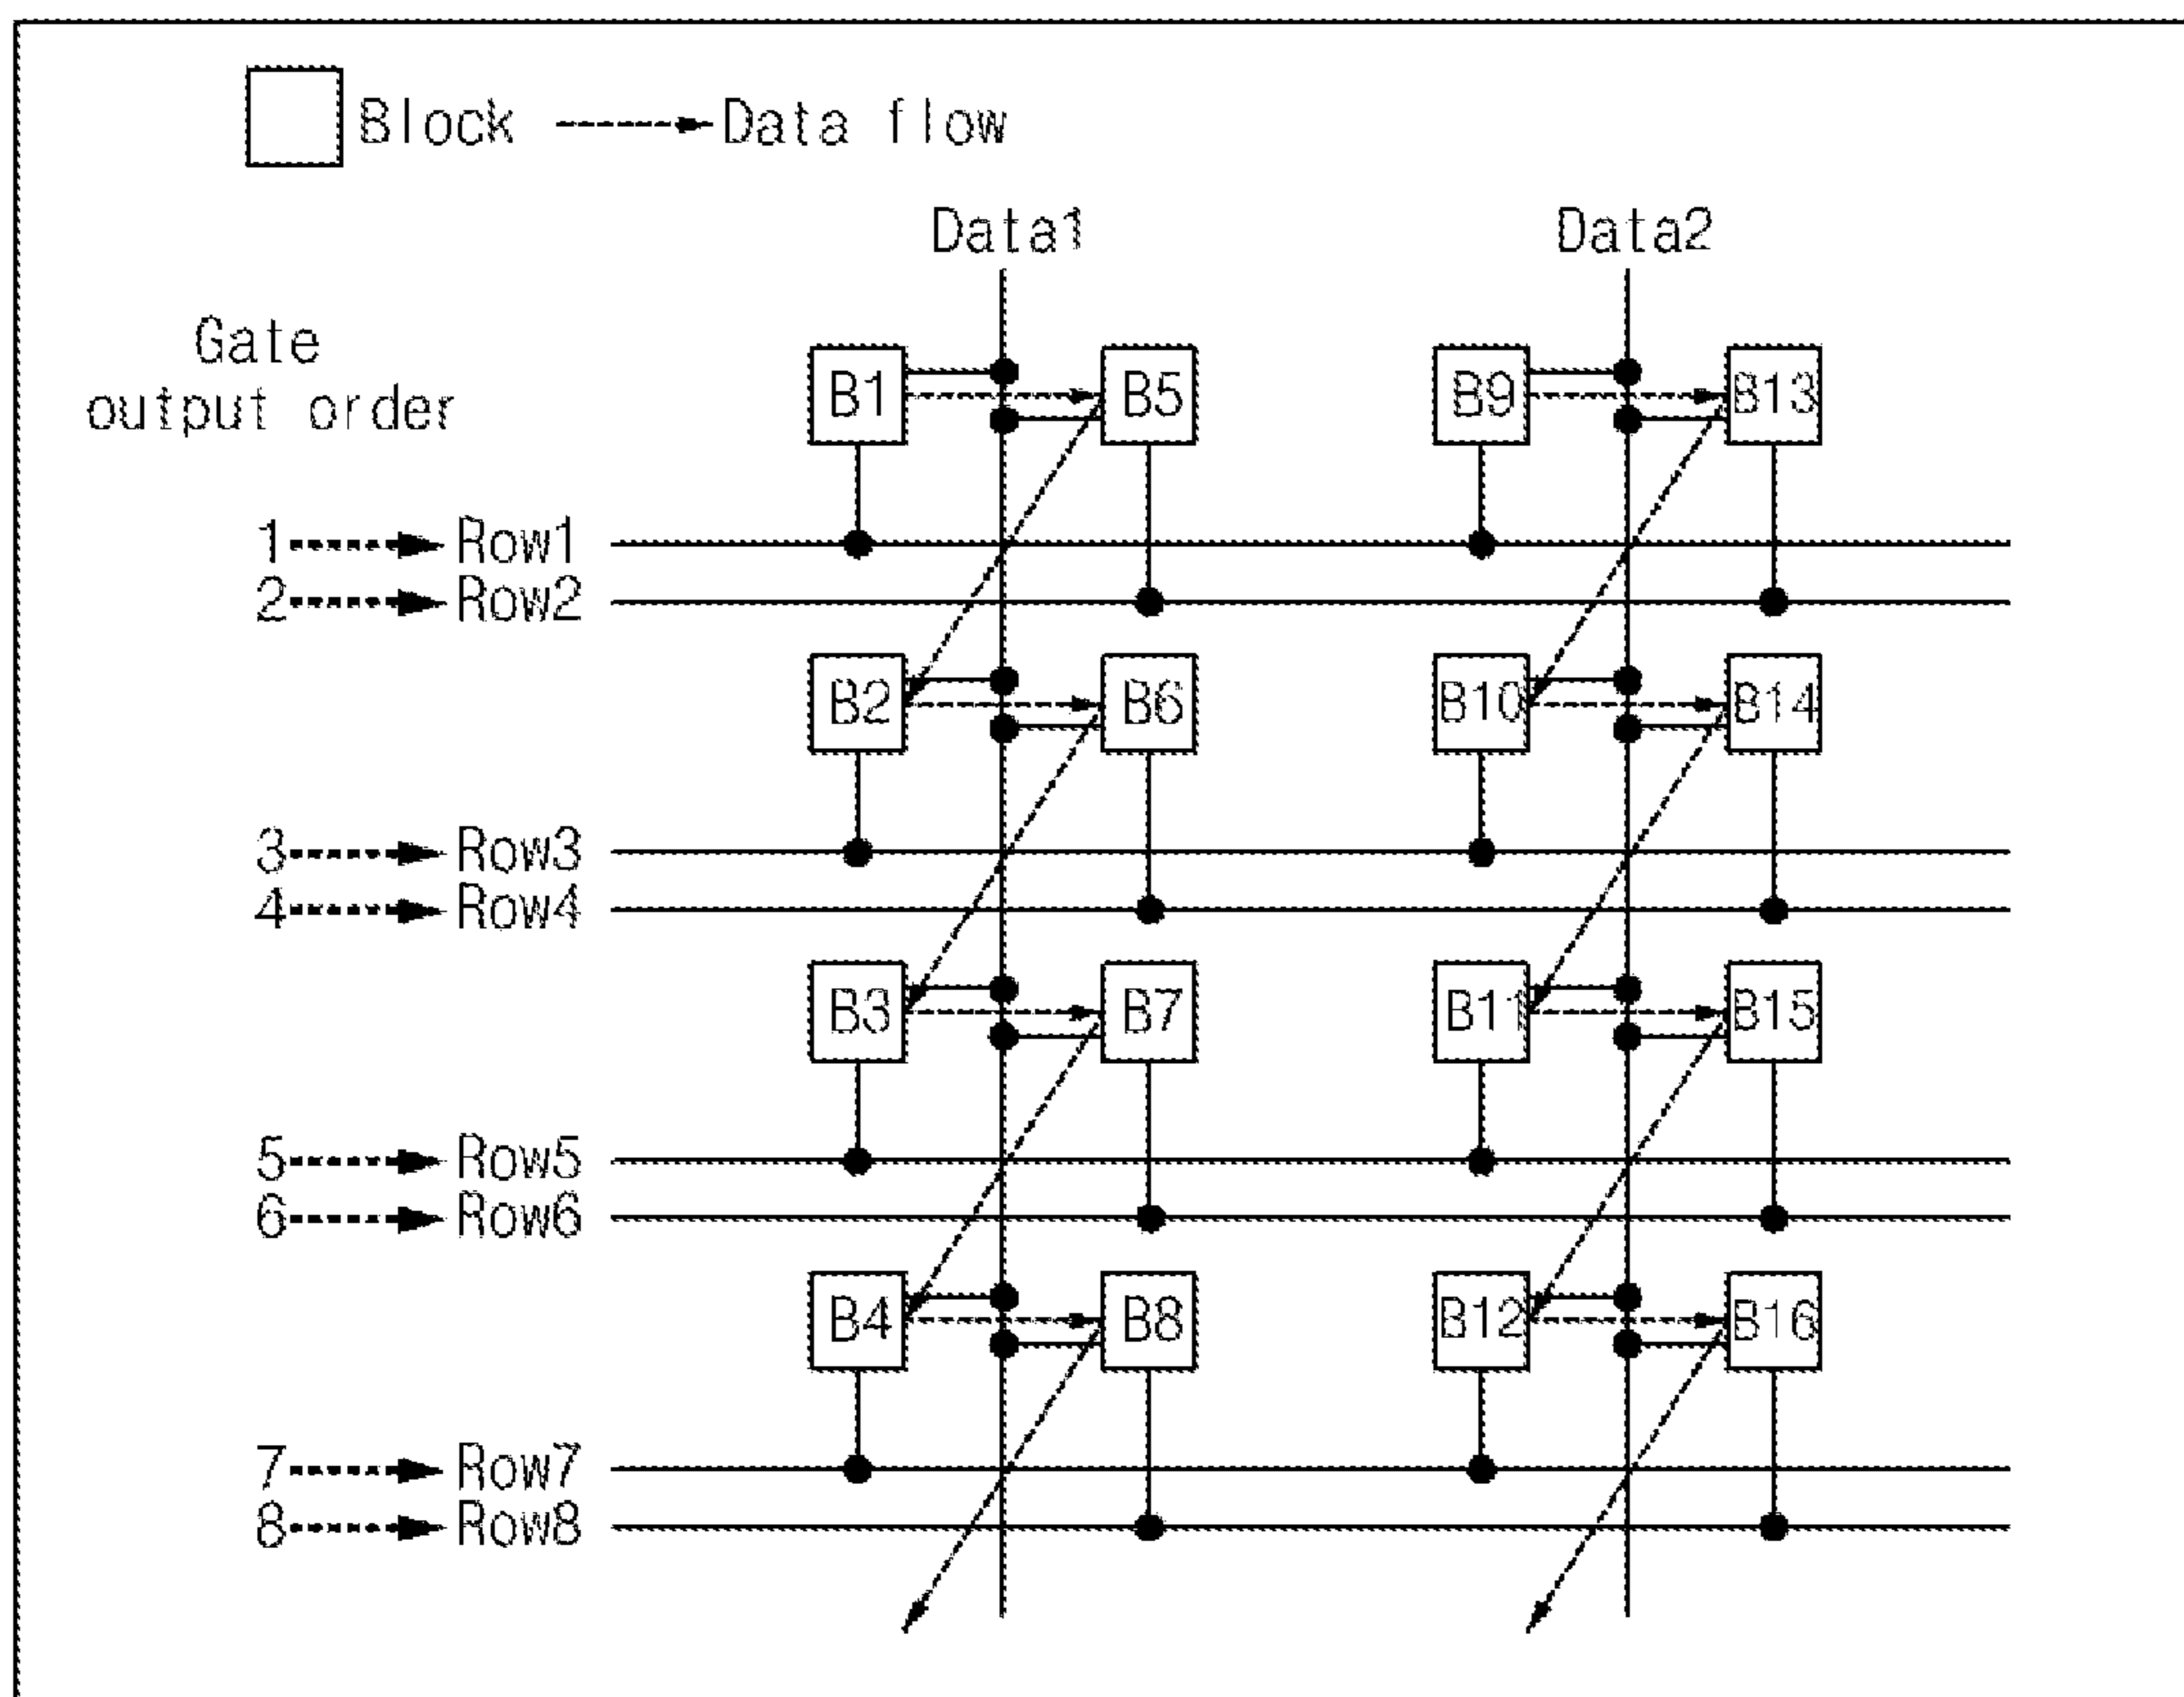 Block
Data flow
Data1
Data2
Gate
output order
B1
B5
B9
B13
1
Row1
2
Row2
B2
B6
B10
B14
3
Row3
4
Row4
B3
B7
B11
B15
5
Row5
6
Row6
B4
B8
B12
B16
7
Row7
8
Row8